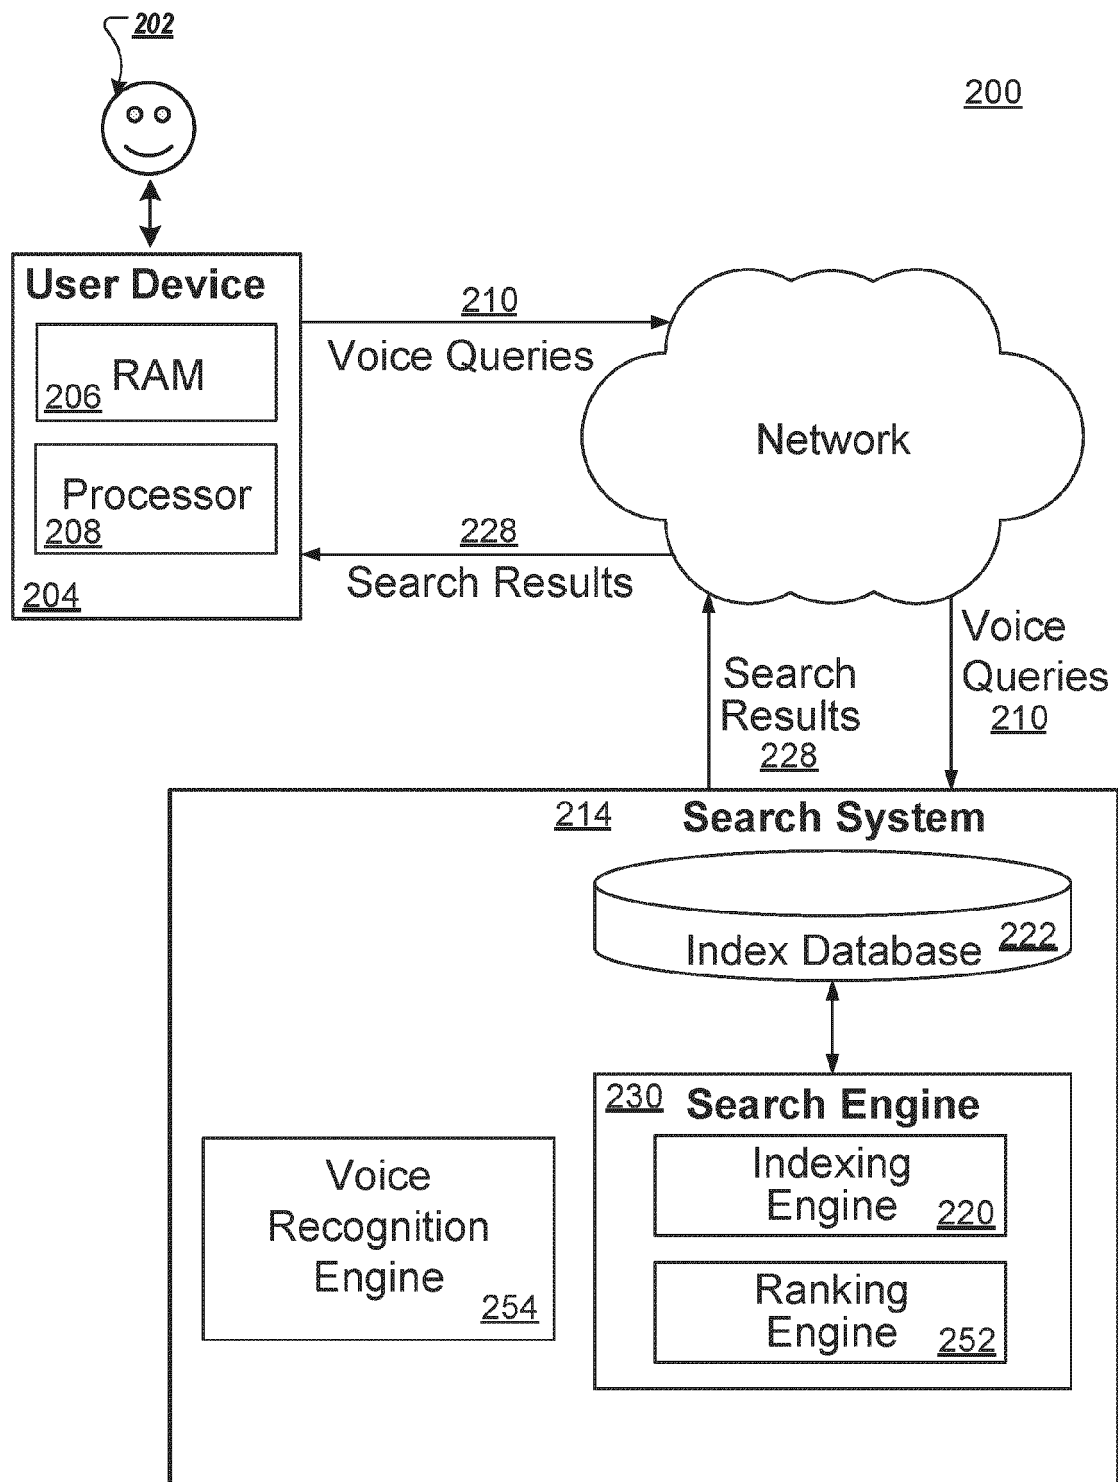 202
200
User Device
RAM
206
Processor
208
204
210
Voice Queries
228
Search Results
Network
Voice
Queries
210
Search
Results
228
214
Search System
Index Database
222
230
Search Engine
Indexing
Engine
220
Ranking
Engine
252
Voice
Recognition
Engine
254